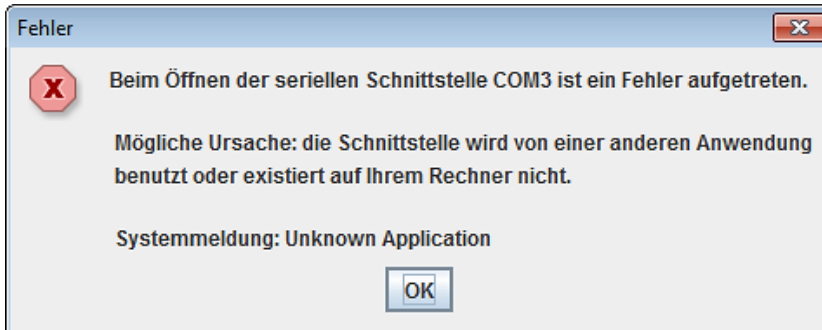 Fehler
Beim Öffnen der seriellen Schnittstelle COM3 ist ein Fehler aufgetreten.
Mögliche Ursache: die Schnittstelle wird von einer anderen Anwendung
benutzt oder existiert auf Ihrem Rechner nicht.
Systemmeldung: Unknown Application
OK